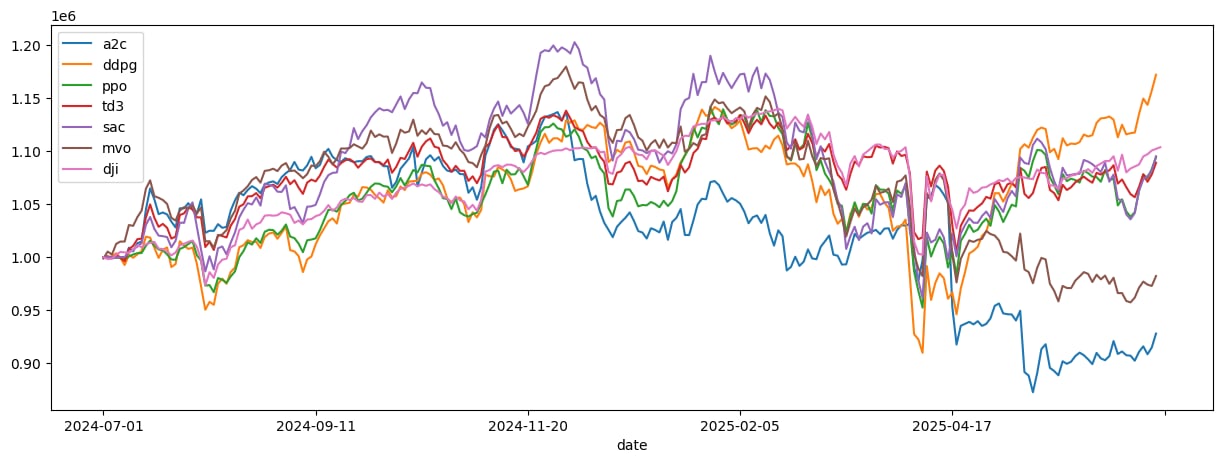 1e6
1.20
1.15
1.10
1.05
1.00
0.95
0.90
a2c
ddpg
ppo
td3
sac
mvo
dji
2024-07-01
2024-09-11
2024-11-20
2025-02-05
2025-04-17
date